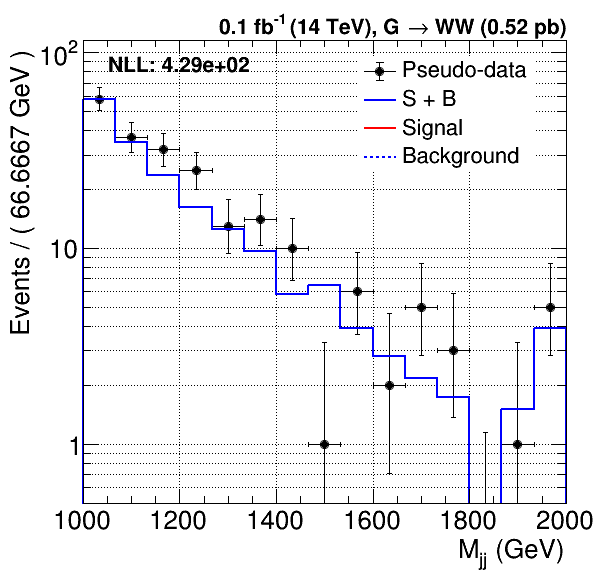 0.1 fb⁻¹ (14 TeV), G → WW (0.52 pb)
NLL: 4.29e+02
Pseudo-data
S + B
Signal
Background
Events / ( 66.6667 GeV )
10²
10
1
1000 1200 1400 1600 1800 2000
M_jj (GeV)